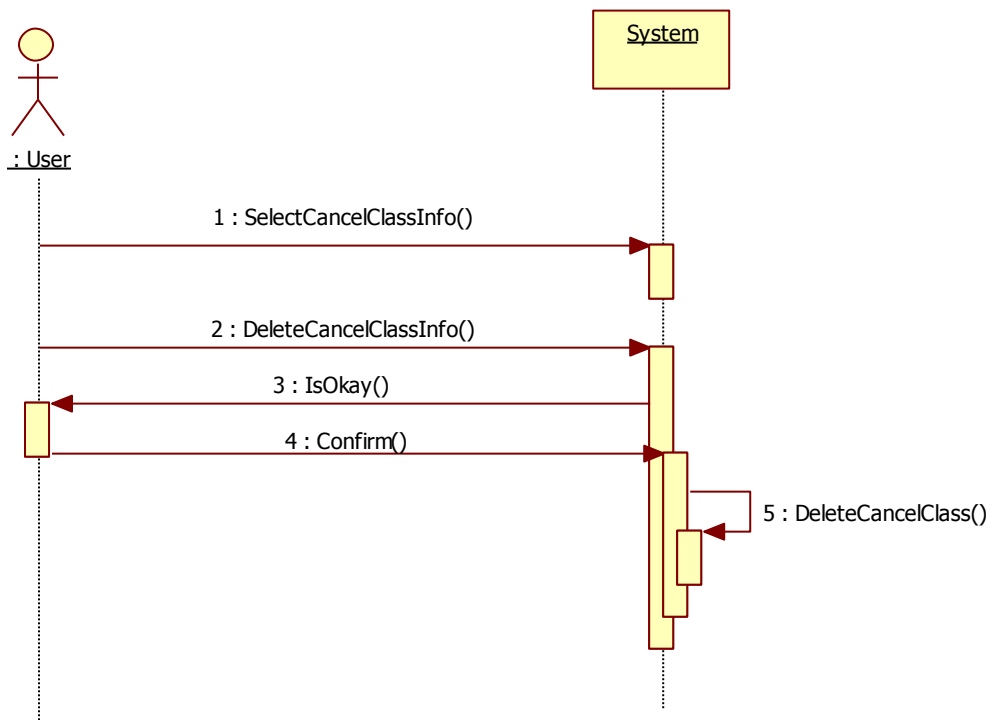 System
: User
1 : SelectCancelClassInfo()
2 : DeleteCancelClassInfo()
3 : IsOkay()
4 : Confirm()
5 : DeleteCancelClass()